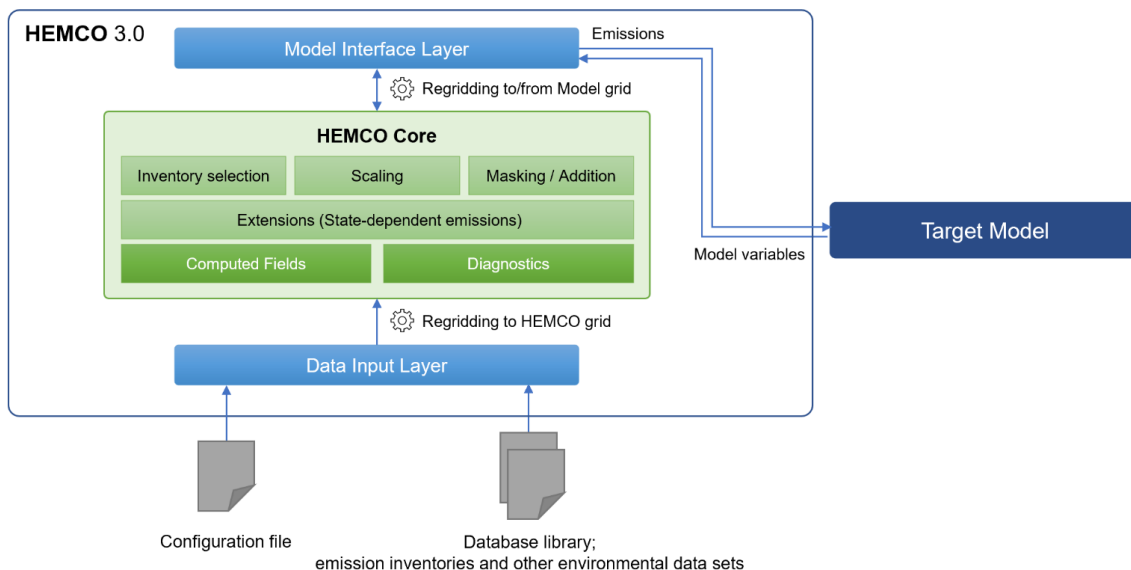 HEMCO 3.0
Model Interface Layer
Emissions
Regridding to/from Model grid
HEMCO Core
Inventory selection
Scaling
Masking / Addition
Extensions (State-dependent emissions)
Computed Fields
Diagnostics
Target Model
Model variables
Regridding to HEMCO grid
Data Input Layer
Configuration file
Database library;
emission inventories and other environmental data sets